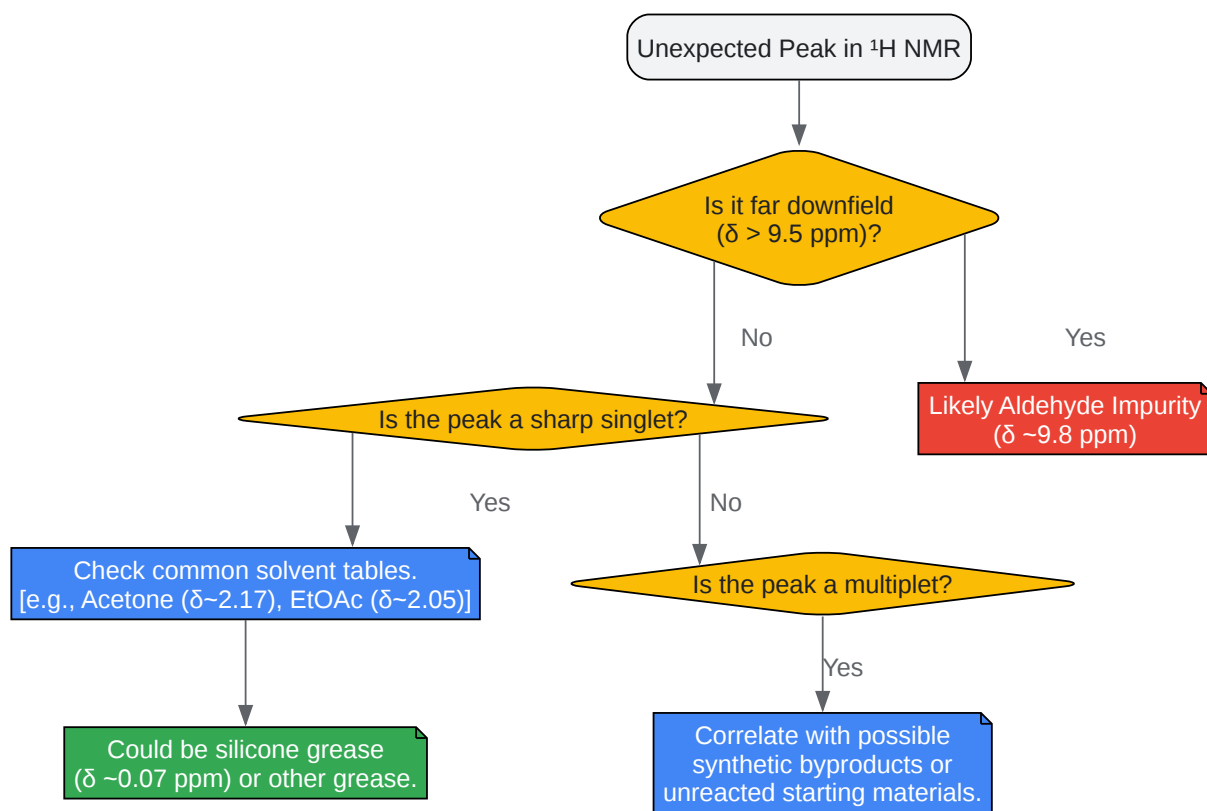 Unexpected Peak in ¹H NMR
Is it far downfield
(δ > 9.5 ppm)?
No
Yes
Likely Aldehyde Impurity
(δ ~9.8 ppm)
Is the peak a sharp singlet?
Yes
No
Check common solvent tables.
[e.g., Acetone (δ~2.17), EtOAc (δ~2.05)]
Is the peak a multiplet?
Yes
Could be silicone grease
(δ ~0.07 ppm) or other grease.
Correlate with possible
synthetic byproducts or
unreacted starting materials.